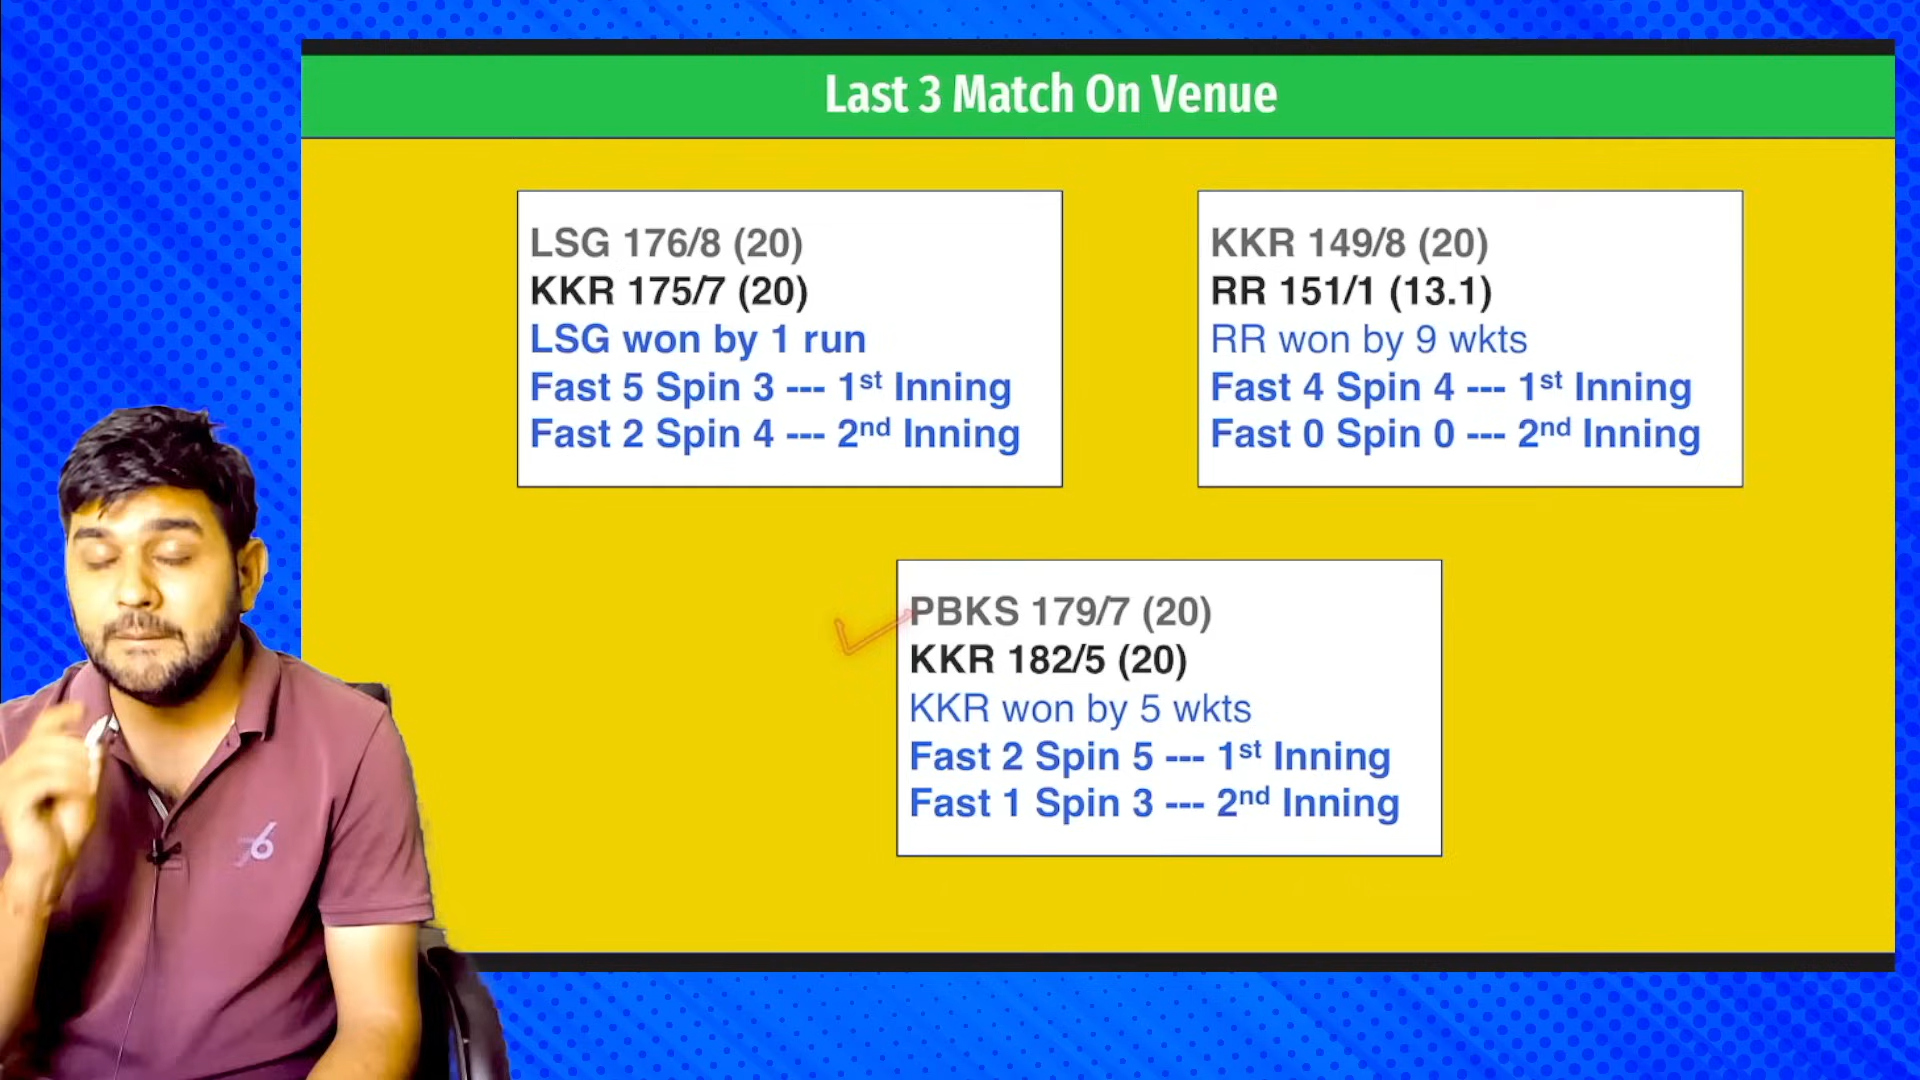 Last 3 Match On Venue
LSG 176/8 (20)
KKR 175/7 (20)
LSG won by 1 run
Fast 5 Spin 3 --- 1st Inning
Fast 2 Spin 4 --- 2nd Inning
KKR 149/8 (20)
RR 151/1 (13.1)
RR won by 9 wkts
Fast 4 Spin 4 --- 1st Inning
Fast 0 Spin 0 --- 2nd Inning
PBKS 179/7 (20)
KKR 182/5 (20)
KKR won by 5 wkts
Fast 2 Spin 5 --- 1st Inning
Fast 1 Spin 3 --- 2nd Inning
76